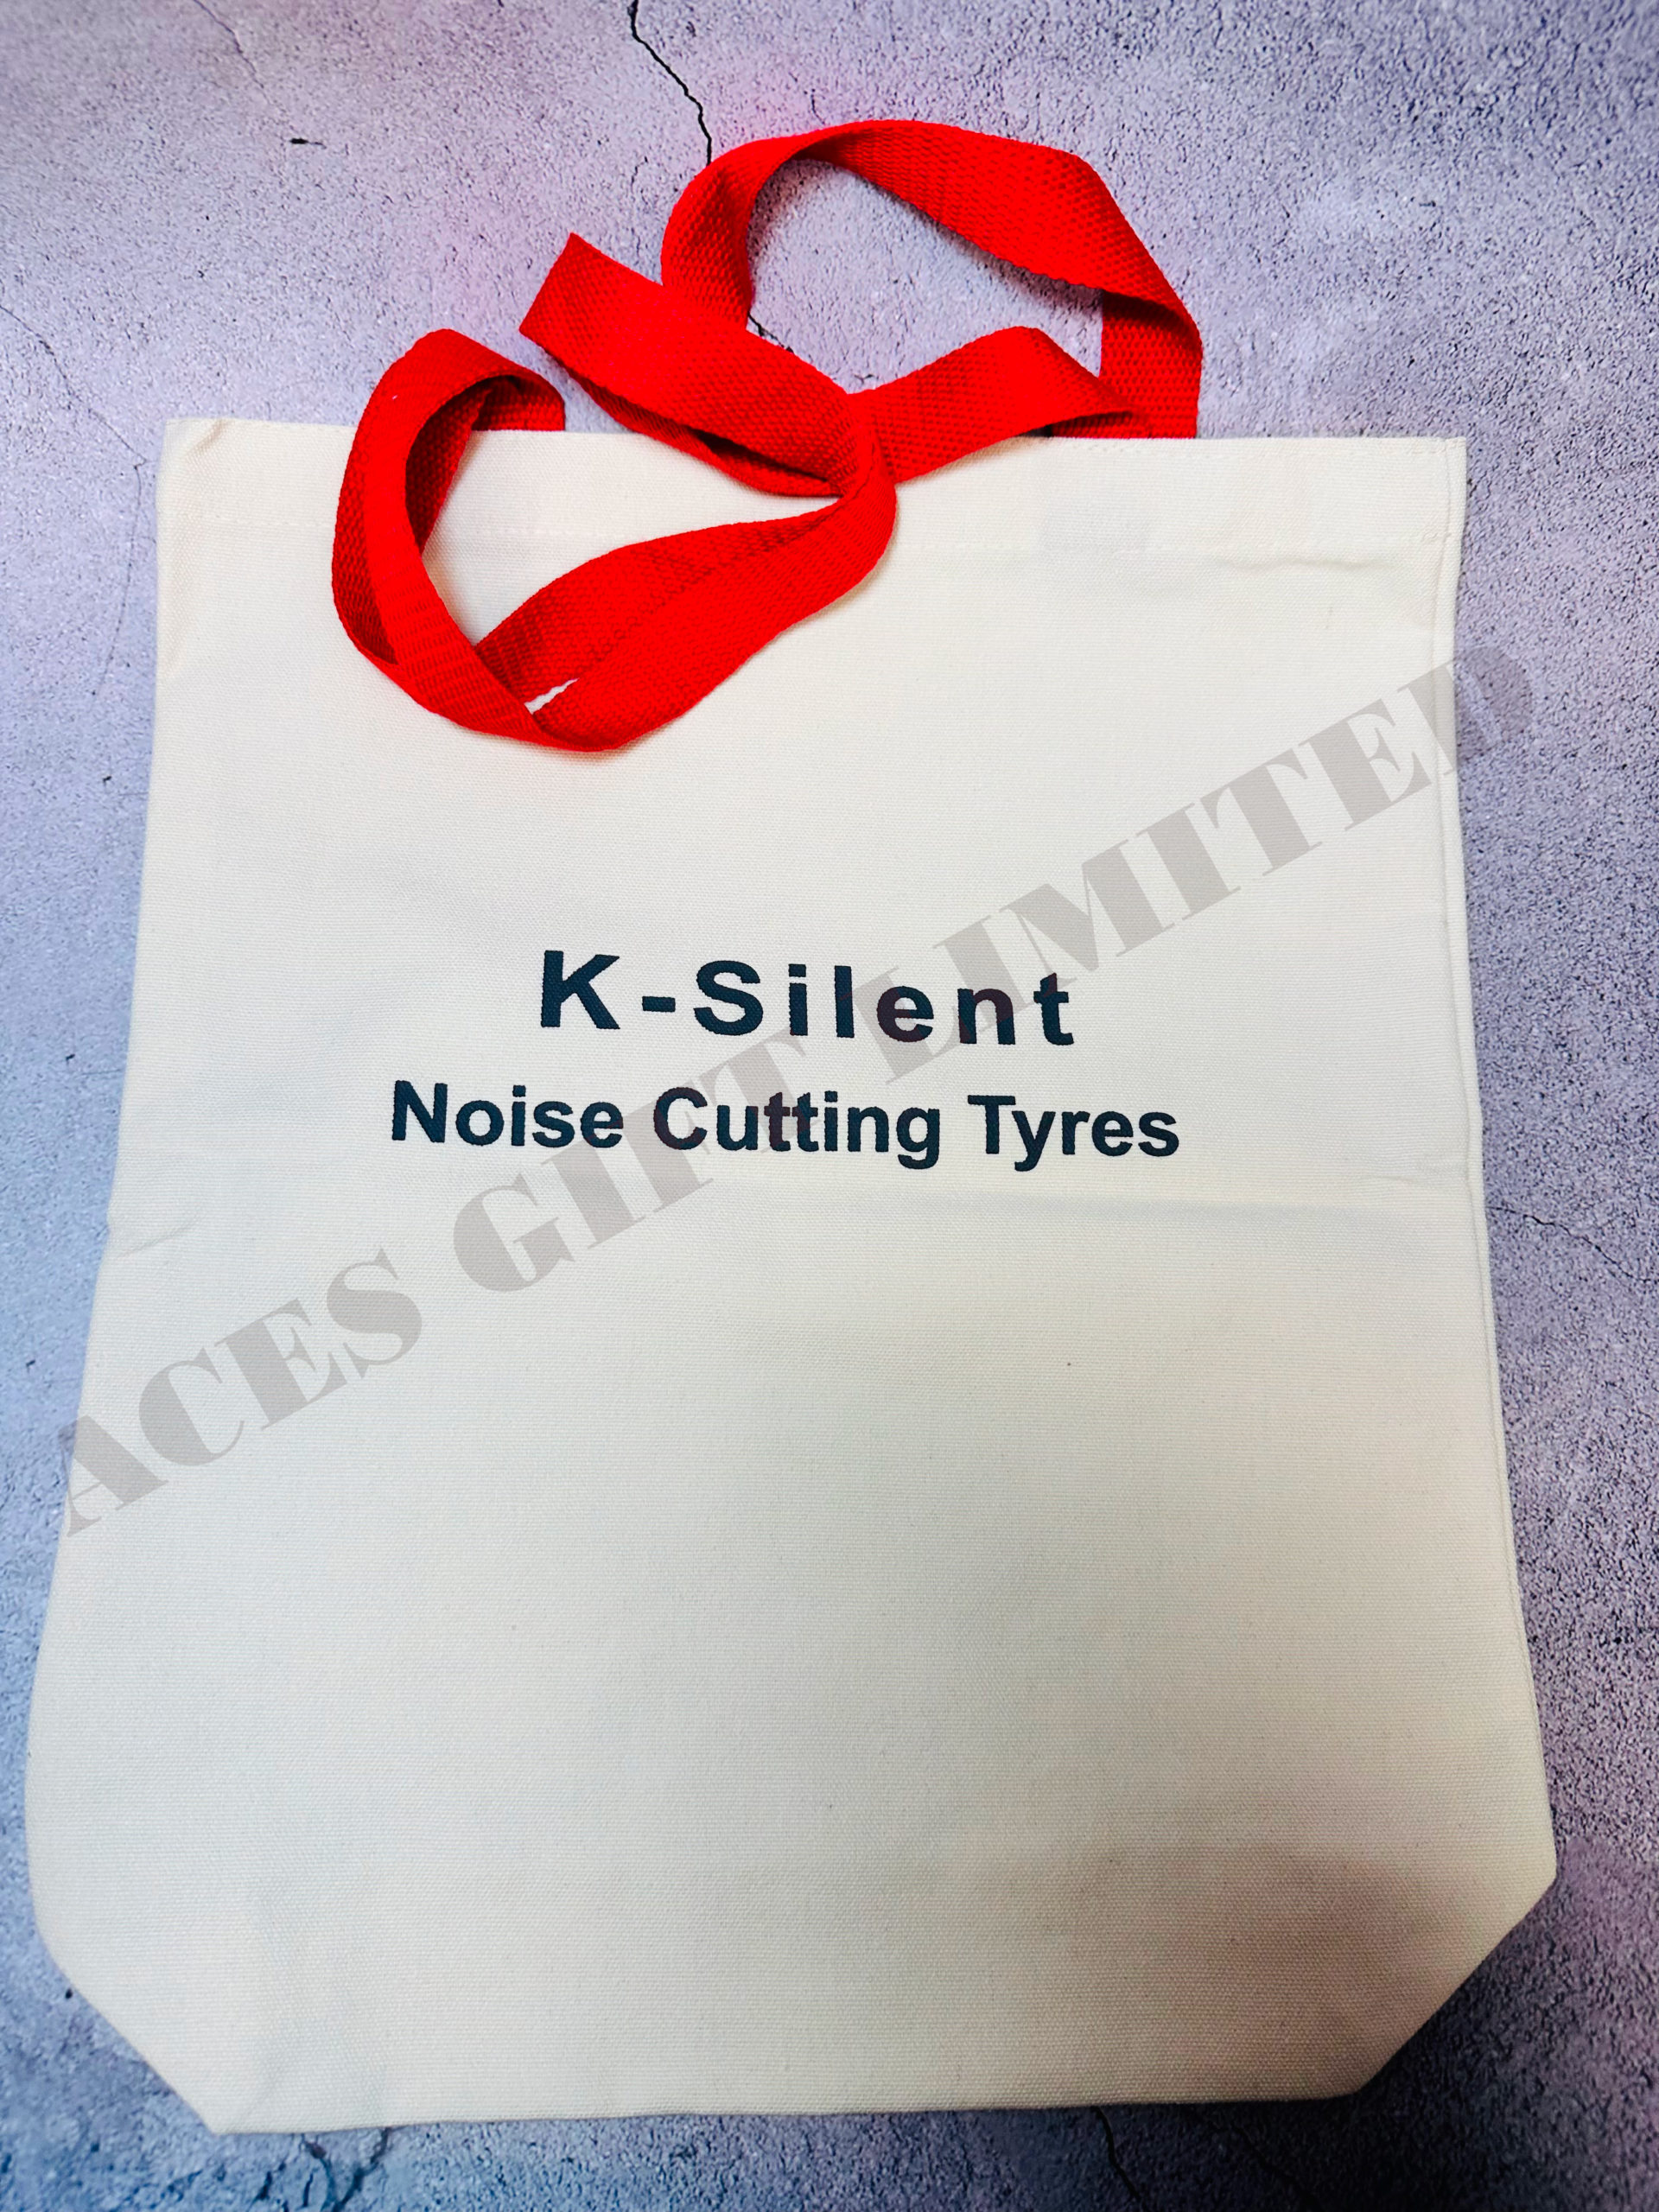 K-Silent
Noise Cutting Tyres
ACES GIFT LIMITED